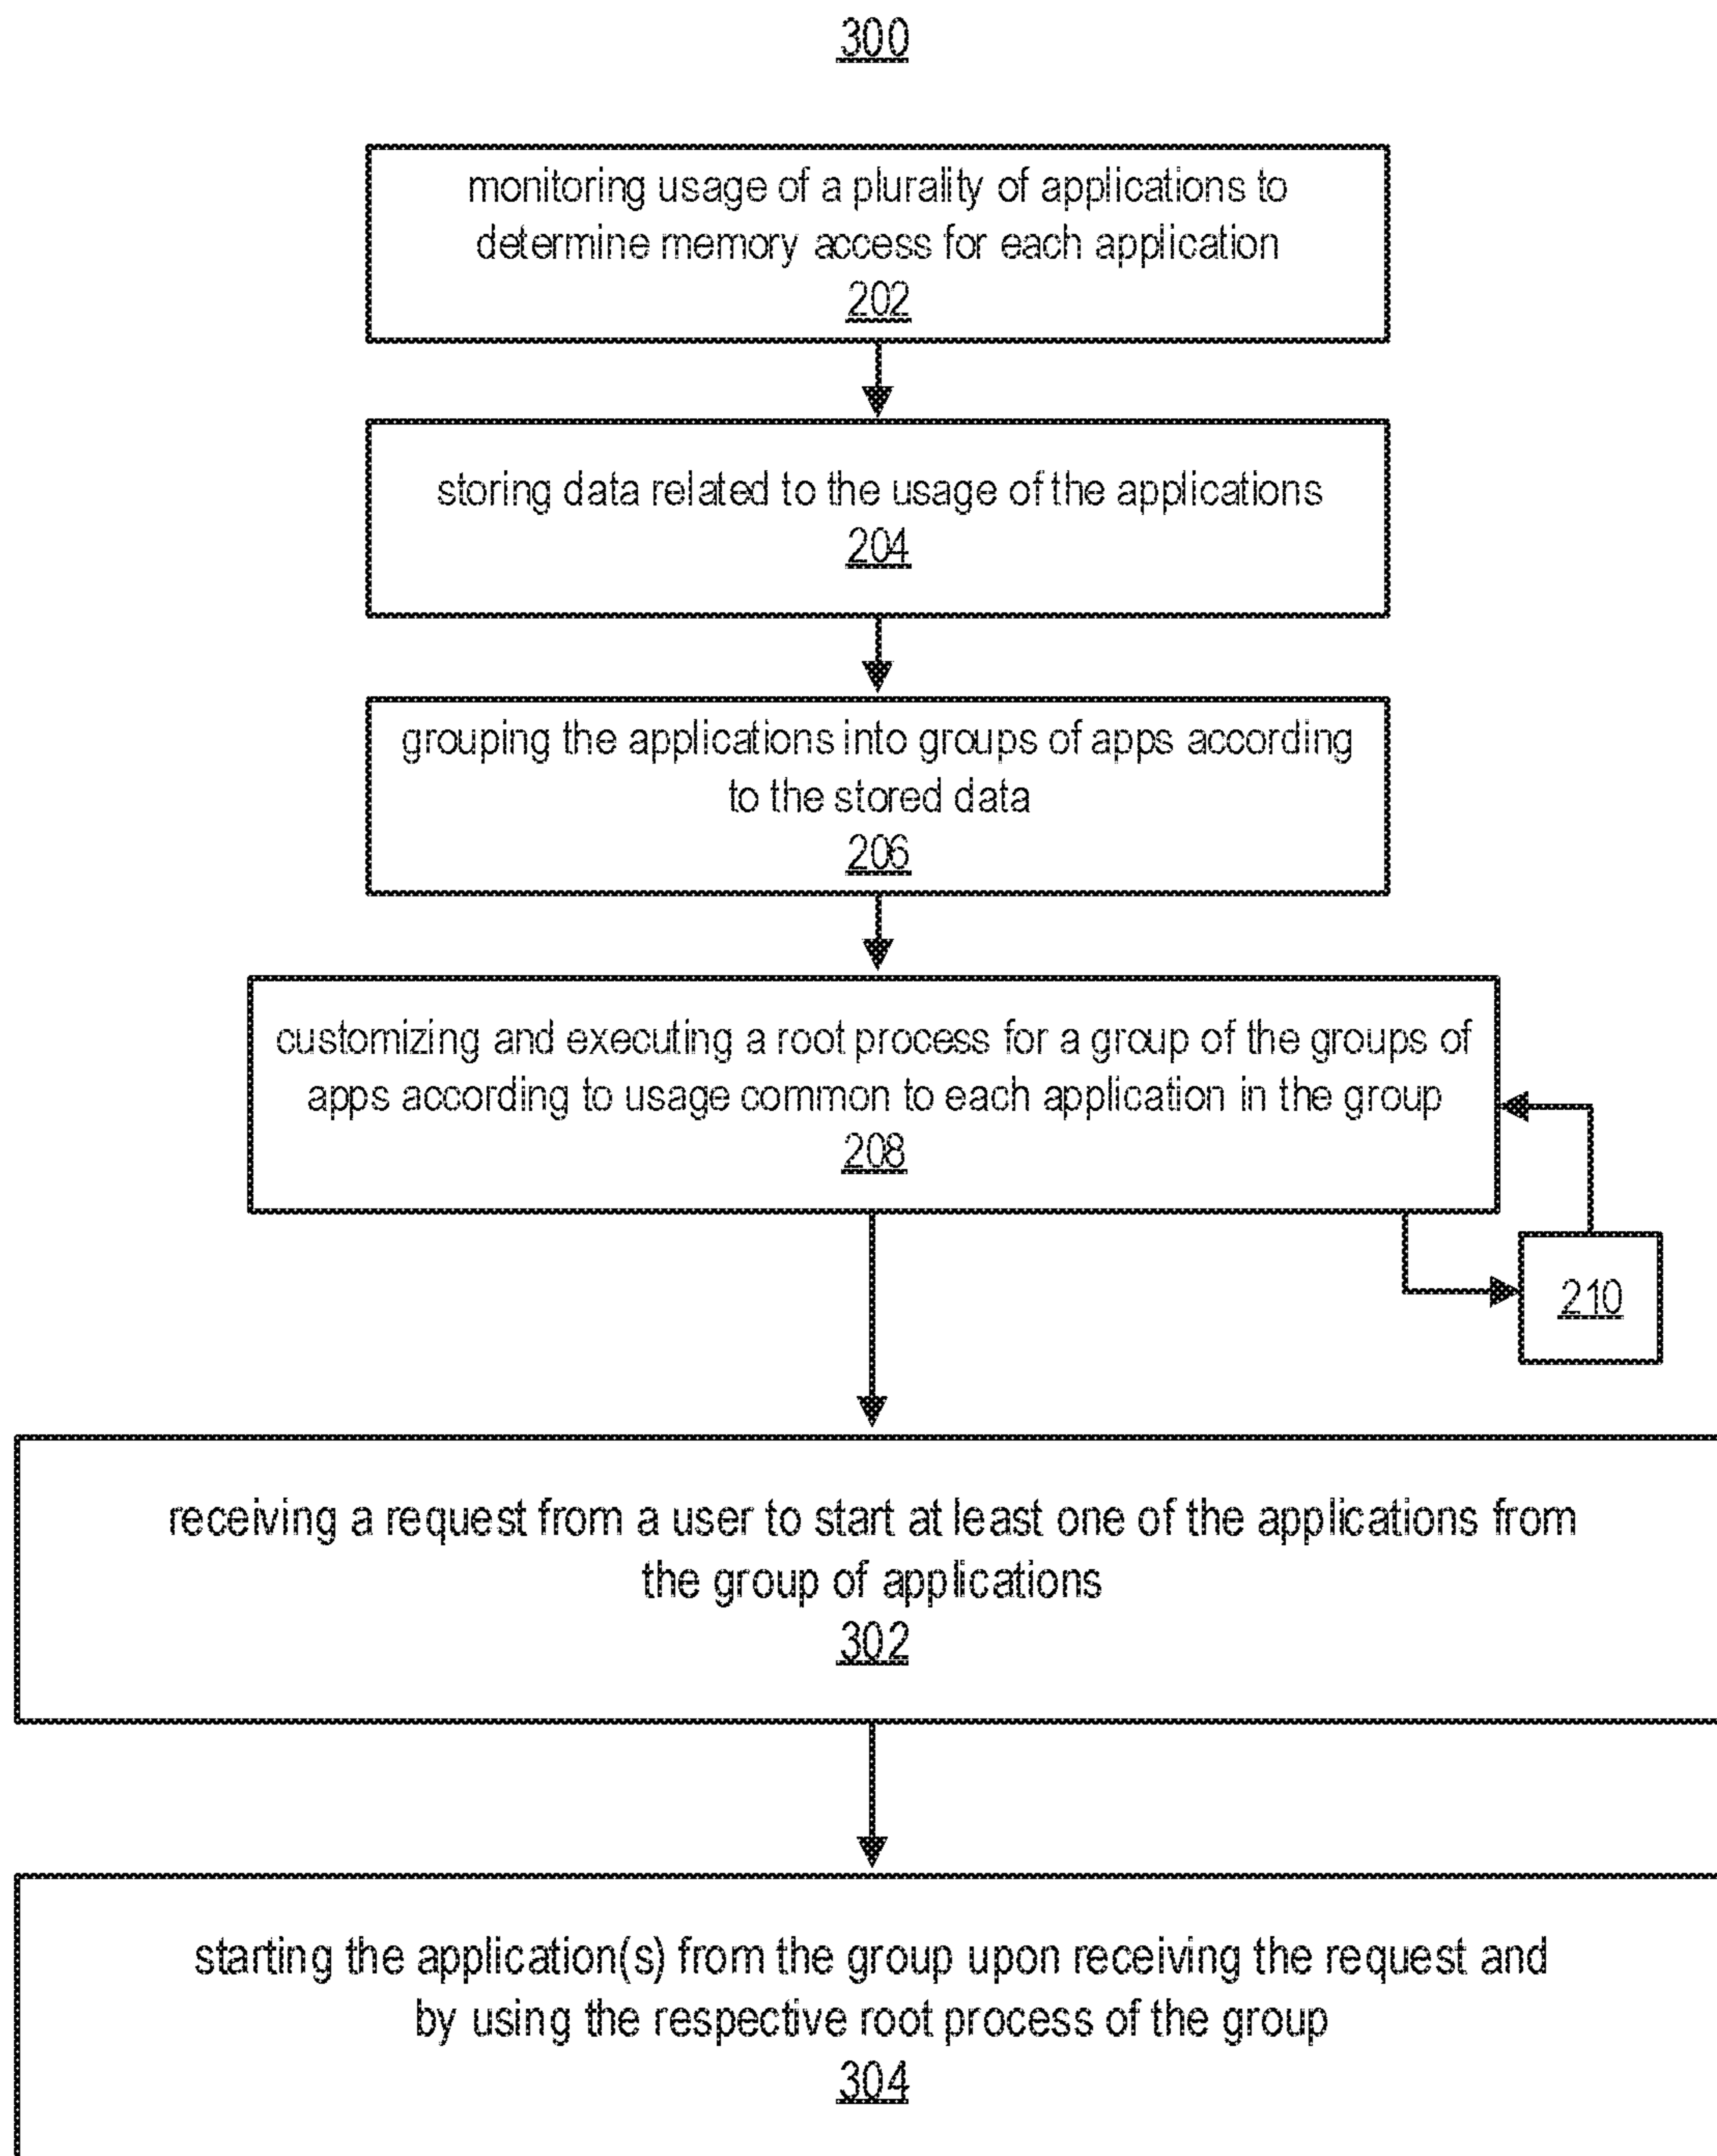 300
monitoring usage of a plurality of applications to
determine memory access for each application
202
storing data related to the usage of the applications
204
grouping the applications into groups of apps according
to the stored data
206
customizing and executing a root process for a group of the groups of
apps according to usage common to each application in the group
208
210
receiving a request from a user to start at least one of the applications from
the group of applications
302
starting the application(s) from the group upon receiving the request and
by using the respective root process of the group
304